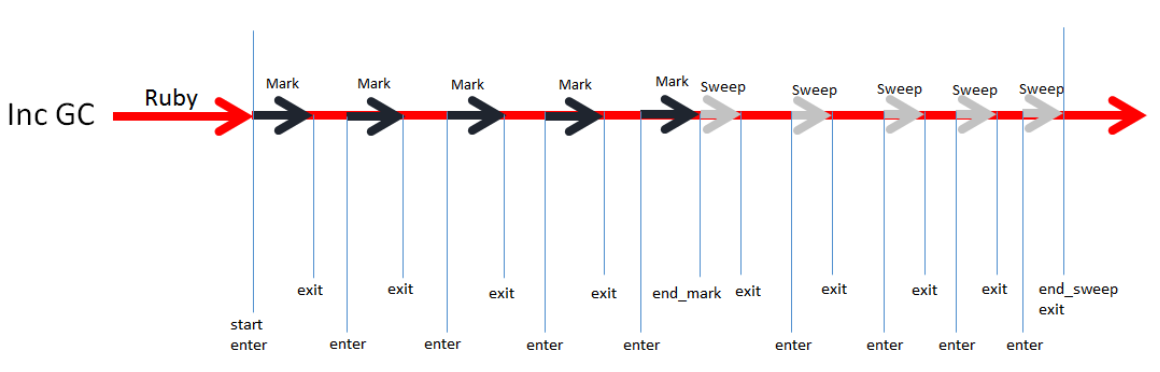 Mark Mark Mark Mark Mark Sweep Sweep Sweep Sweep Sweep
Inc GC Ruby
exit exit exit exit end_mark exit exit exit exit end_sweep
exit
start
enter enter enter enter enter enter enter enter enter